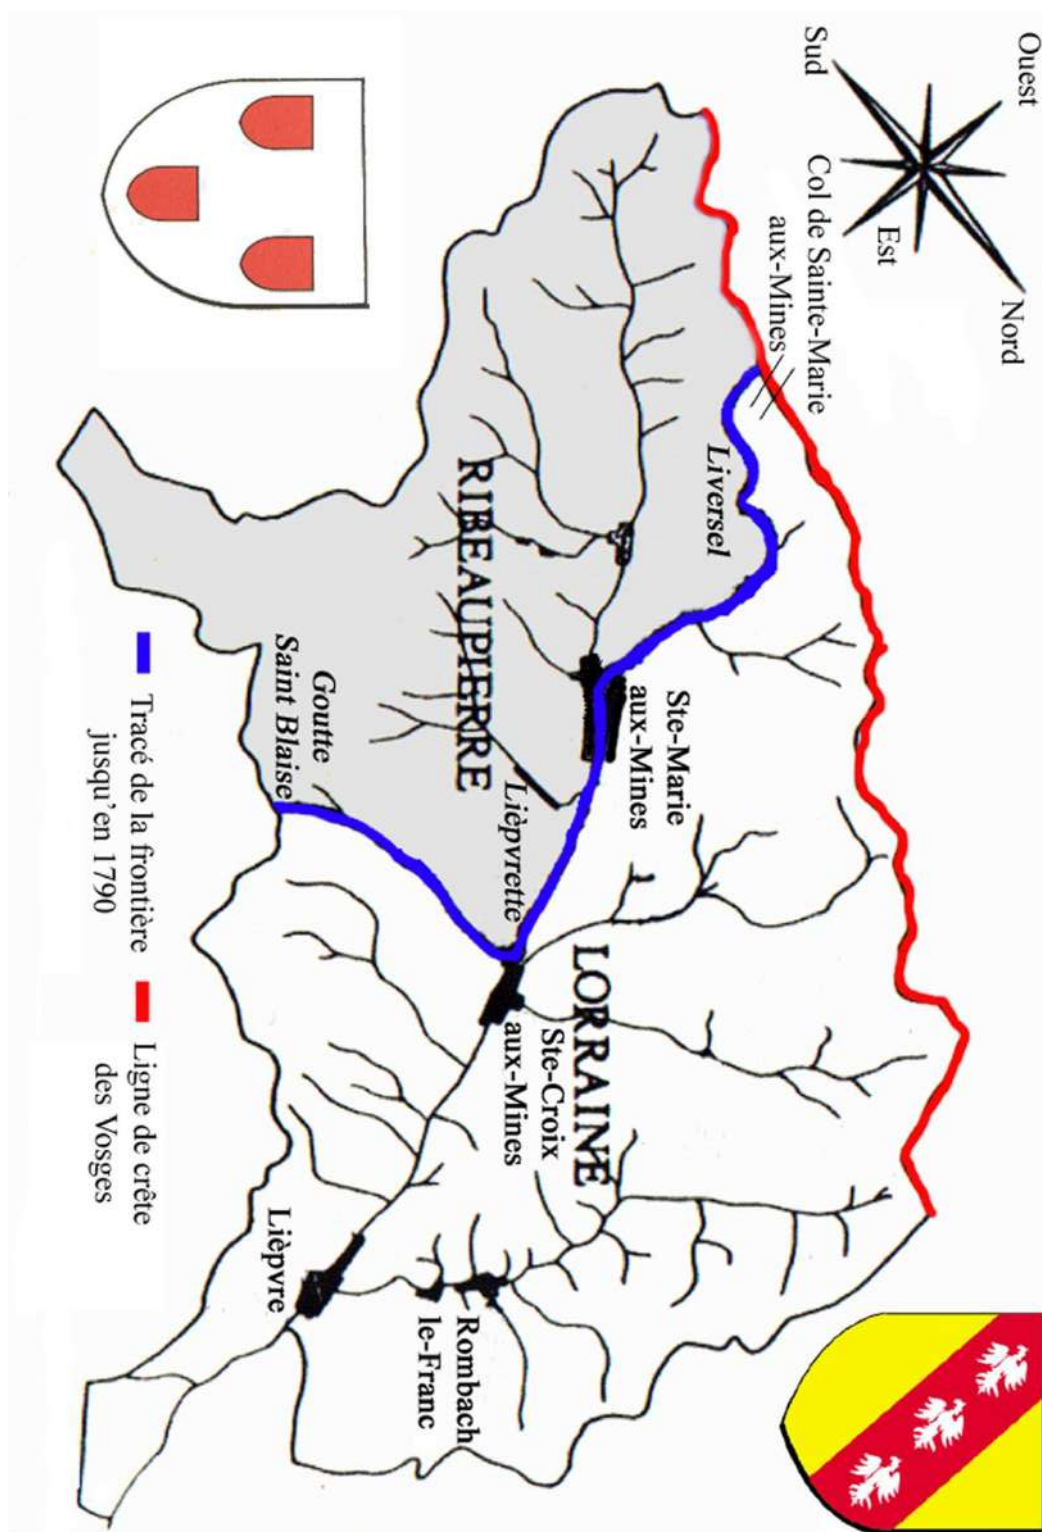 Ouest
Nord
Sud
Est
Col de Sainte-Marie
aux-Mines
Liversel
Ste-Marie
aux-Mines
RIBEAUPIERRE
Lièpvrette
LORRAINE
Ste-Croix
aux-Mines
Goutte
Saint Blaise
Rombach
le-Franc
Lièpvre
Tracé de la frontière
jusqu'en 1790
Ligne de crête
des Vosges